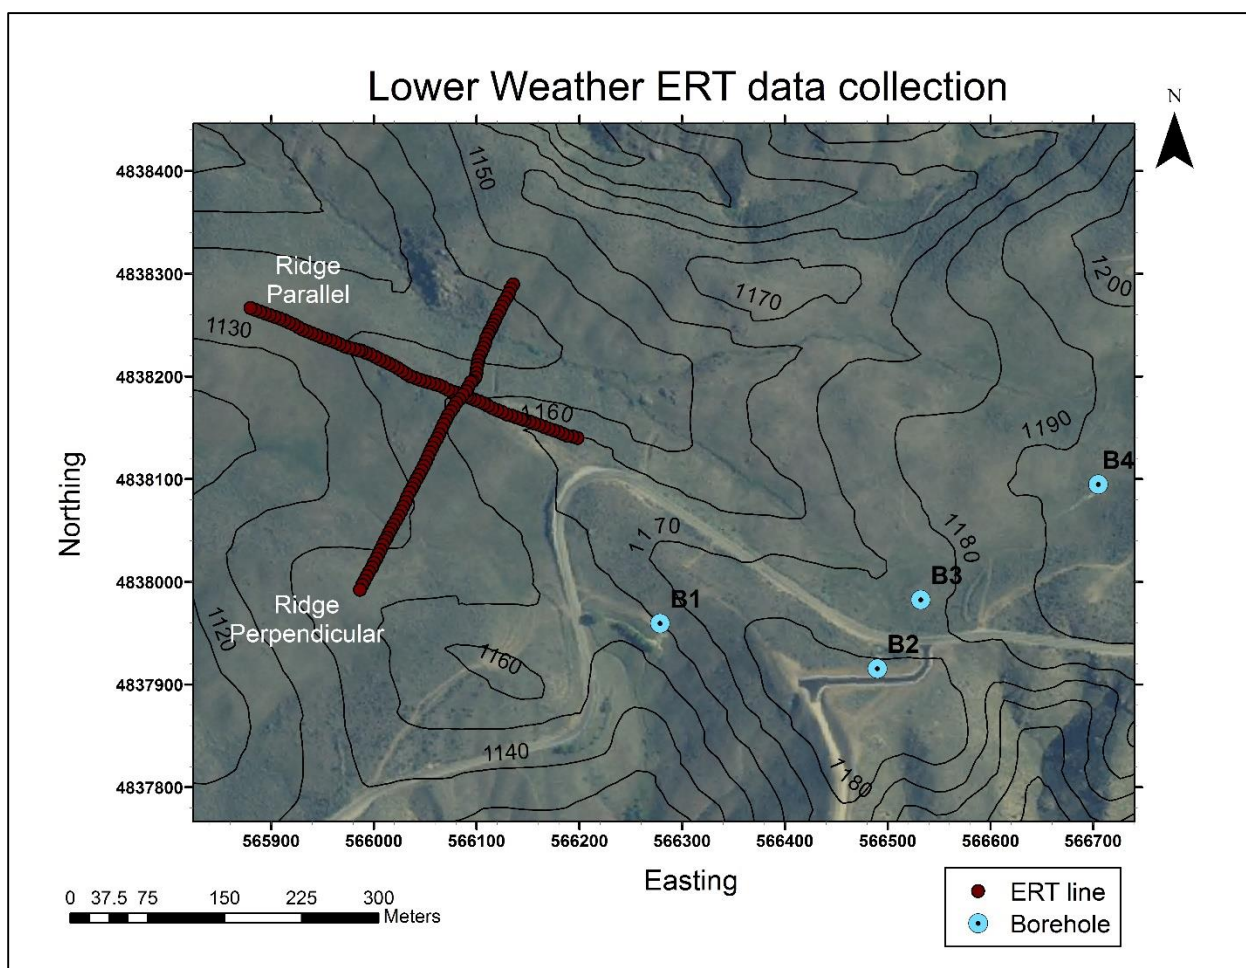 Lower Weather ERT data collection
N
4838400
4838300
4838200
4838100
4838000
4837900
4837800
Northing
1150
1200
Ridge
Parallel
1170
1130
1160
1190
B4
1170
1180
B3
B1
Ridge
Perpendicular
1120
B2
1160
1140
1180
565900
566000
566100
566200
566300
566400
566500
566600
566700
Easting
0 37.5 75 150 225 300
Meters
ERT line
Borehole